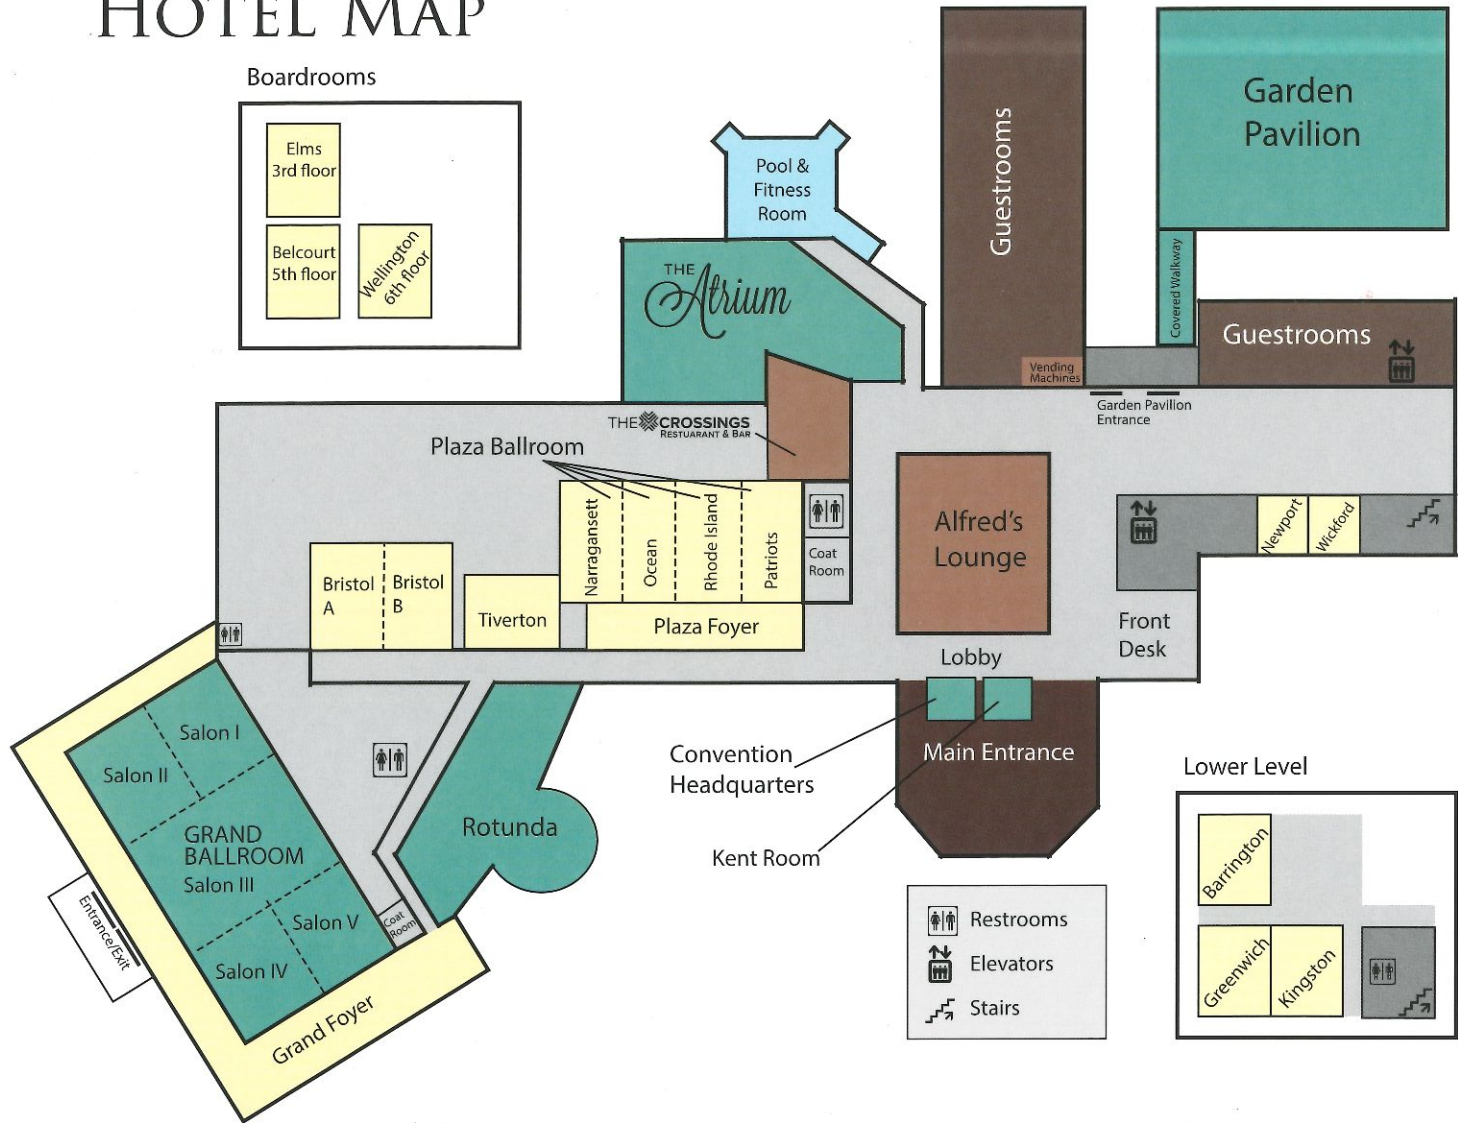 HOTEL MAP
Boardrooms
Elms
3rd floor
Belcourt
5th floor
Wellington
6th floor
Pool &
Fitness
Room
THE
Atrium
Guestrooms
Garden
Pavilion
Covered Walkway
Guestrooms
Vending
Machines
Garden Pavilion
Entrance
THE CROSSINGS
RESTUARANT & BAR
Plaza Ballroom
Narragansett
Ocean
Rhode Island
Patriots
Coat
Room
Alfred's
Lounge
Newport
Wickford
Bristol
A
Bristol
B
Tiverton
Plaza Foyer
Front
Desk
Lobby
Salon I
Salon II
GRAND
BALLROOM
Salon III
Salon V
Salon IV
Coat
Room
Entrance/Exit
Grand Foyer
Rotunda
Convention
Headquarters
Main Entrance
Kent Room
Lower Level
Barrington
Greenwich
Kingston
Restrooms
Elevators
Stairs